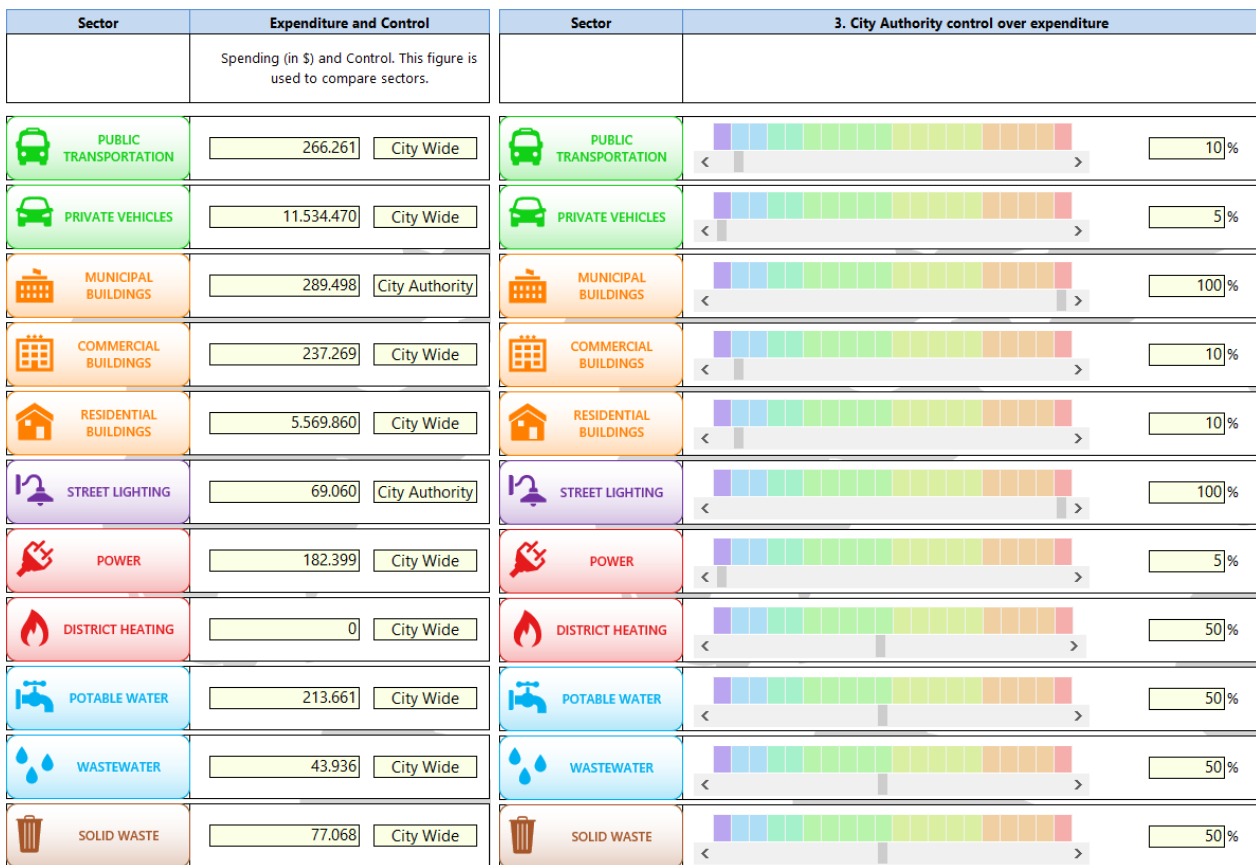 Sector Expenditure and Control Sector 3. City Authority control over expenditure
Spending (in $) and Control. This figure is
used to compare sectors.
PUBLIC
TRANSPORTATION
266.261 City Wide
PUBLIC
TRANSPORTATION
10 %
PRIVATE VEHICLES 11.534.470 City Wide PRIVATE VEHICLES 5 %
MUNICIPAL
BUILDINGS
289.498 City Authority
MUNICIPAL
BUILDINGS
100 %
COMMERCIAL
BUILDINGS
237.269 City Wide
COMMERCIAL
BUILDINGS
10 %
RESIDENTIAL
BUILDINGS
5.569.860 City Wide
RESIDENTIAL
BUILDINGS
10 %
STREET LIGHTING 69.060 City Authority STREET LIGHTING 100 %
POWER 182.399 City Wide POWER 5 %
DISTRICT HEATING 0 City Wide DISTRICT HEATING 50 %
POTABLE WATER 213.661 City Wide POTABLE WATER 50 %
WASTEWATER 43.936 City Wide WASTEWATER 50 %
SOLID WASTE 77.068 City Wide SOLID WASTE 50 %